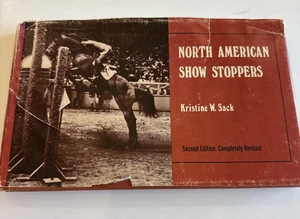 NORTH AMERICAN
SHOW STOPPERS
Kristine W. Sack
Second Edition: Completely Revised